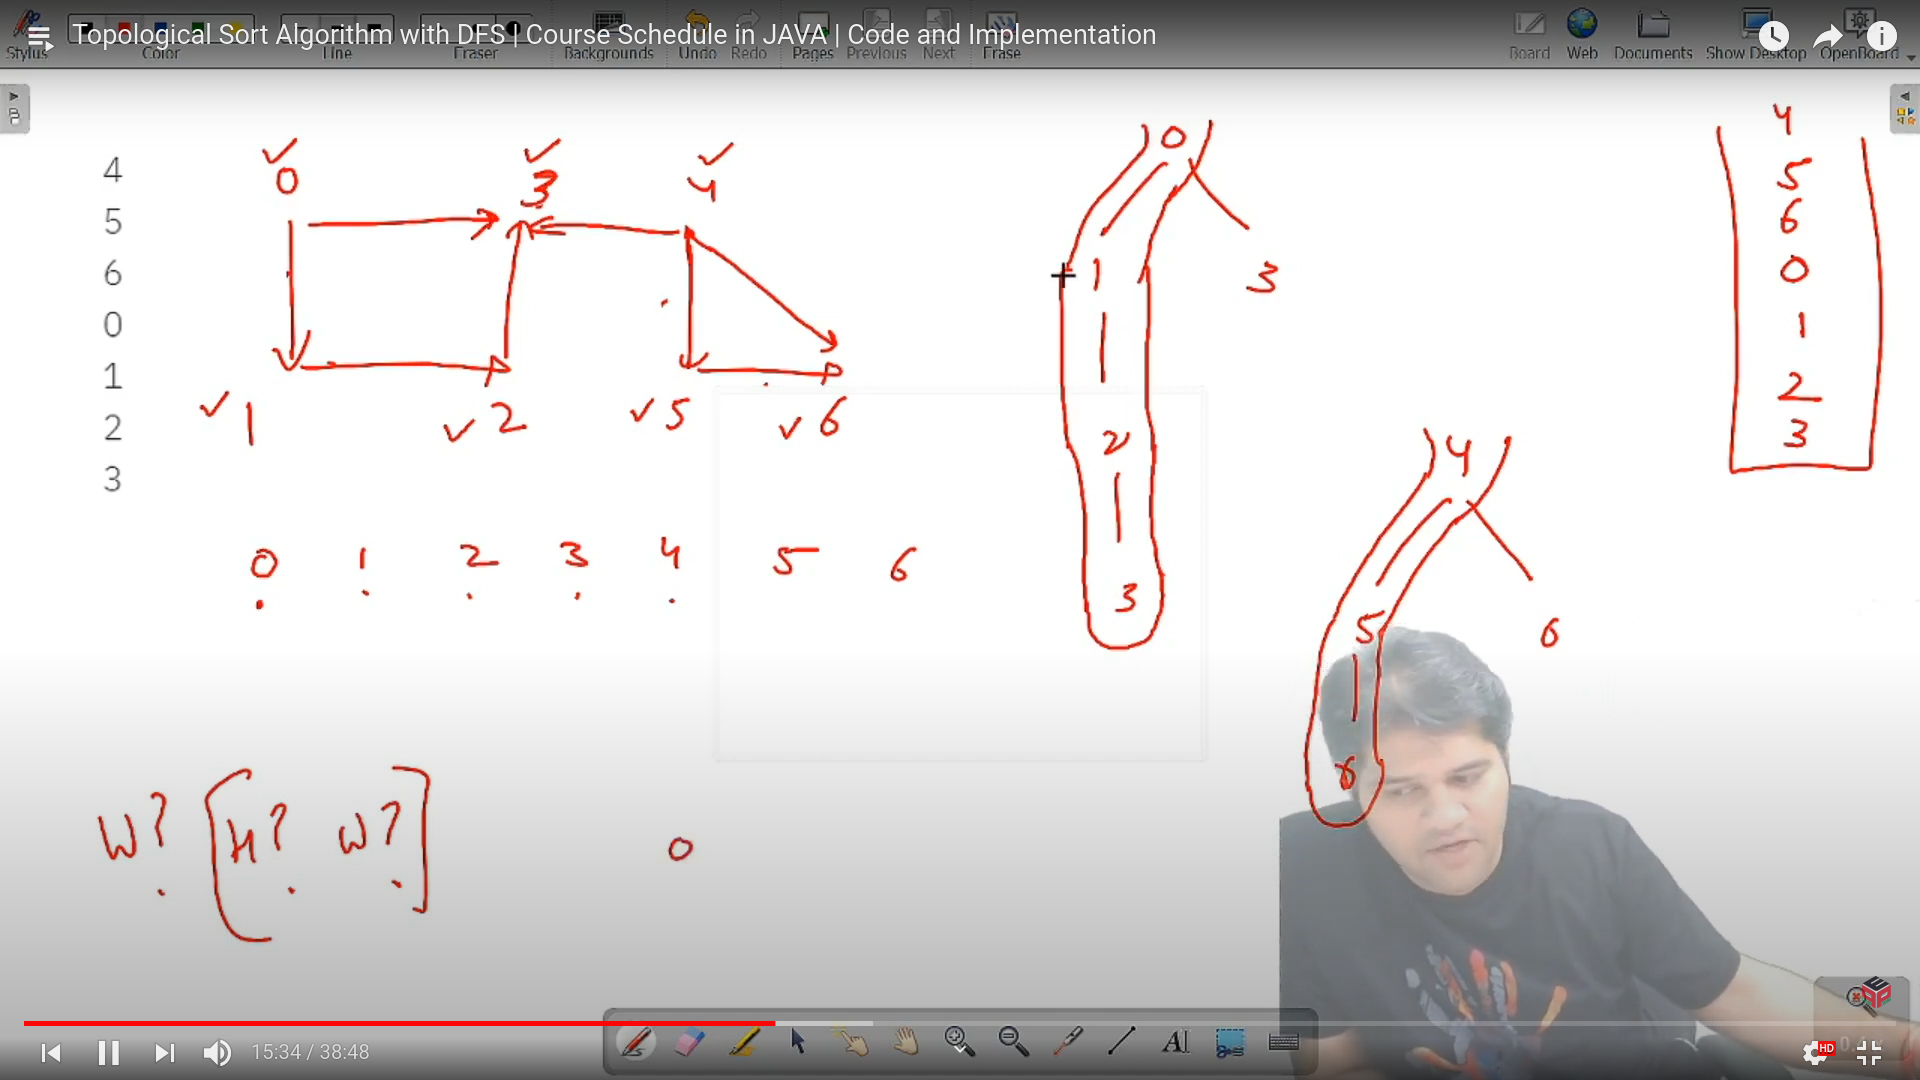 Topological Sort Algorithm with DFS | Course Schedule in JAVA | Code and Implementation
Stylus Color Line Eraser Backgrounds Undo Redo Pages Previous Next Erase Board Web Documents Show Desktop OpenBoard
4
5
6
0
1
2
3
0 3 4
1 2 5 6
0 1 2 3 4 5 6
W? [H? W?]
0
0
1 3
2
3
4
5 6
6
4
5
6
0
1
2
3
15:34 / 38:48
AI
HD